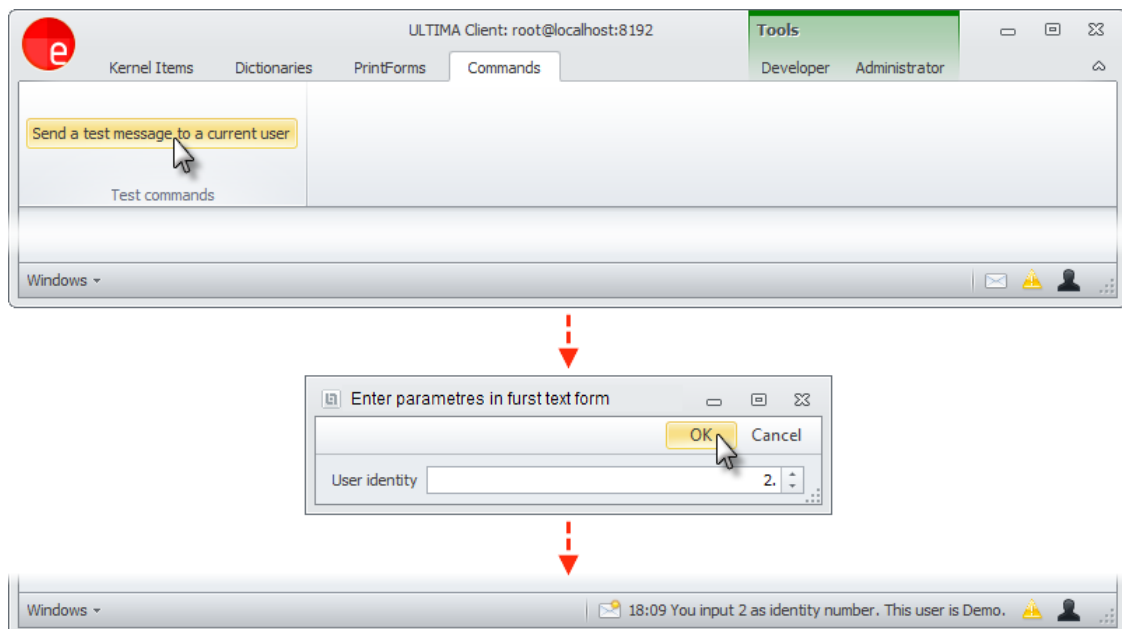 ULTIMA Client: root@localhost:8192
Tools
Kernel Items Dictionaries PrintForms Commands Developer Administrator
Send a test message to a current user
Test commands
Windows
Enter parametres in furst text form
OK Cancel
User identity 2.
Windows 18:09 You input 2 as identity number. This user is Demo.